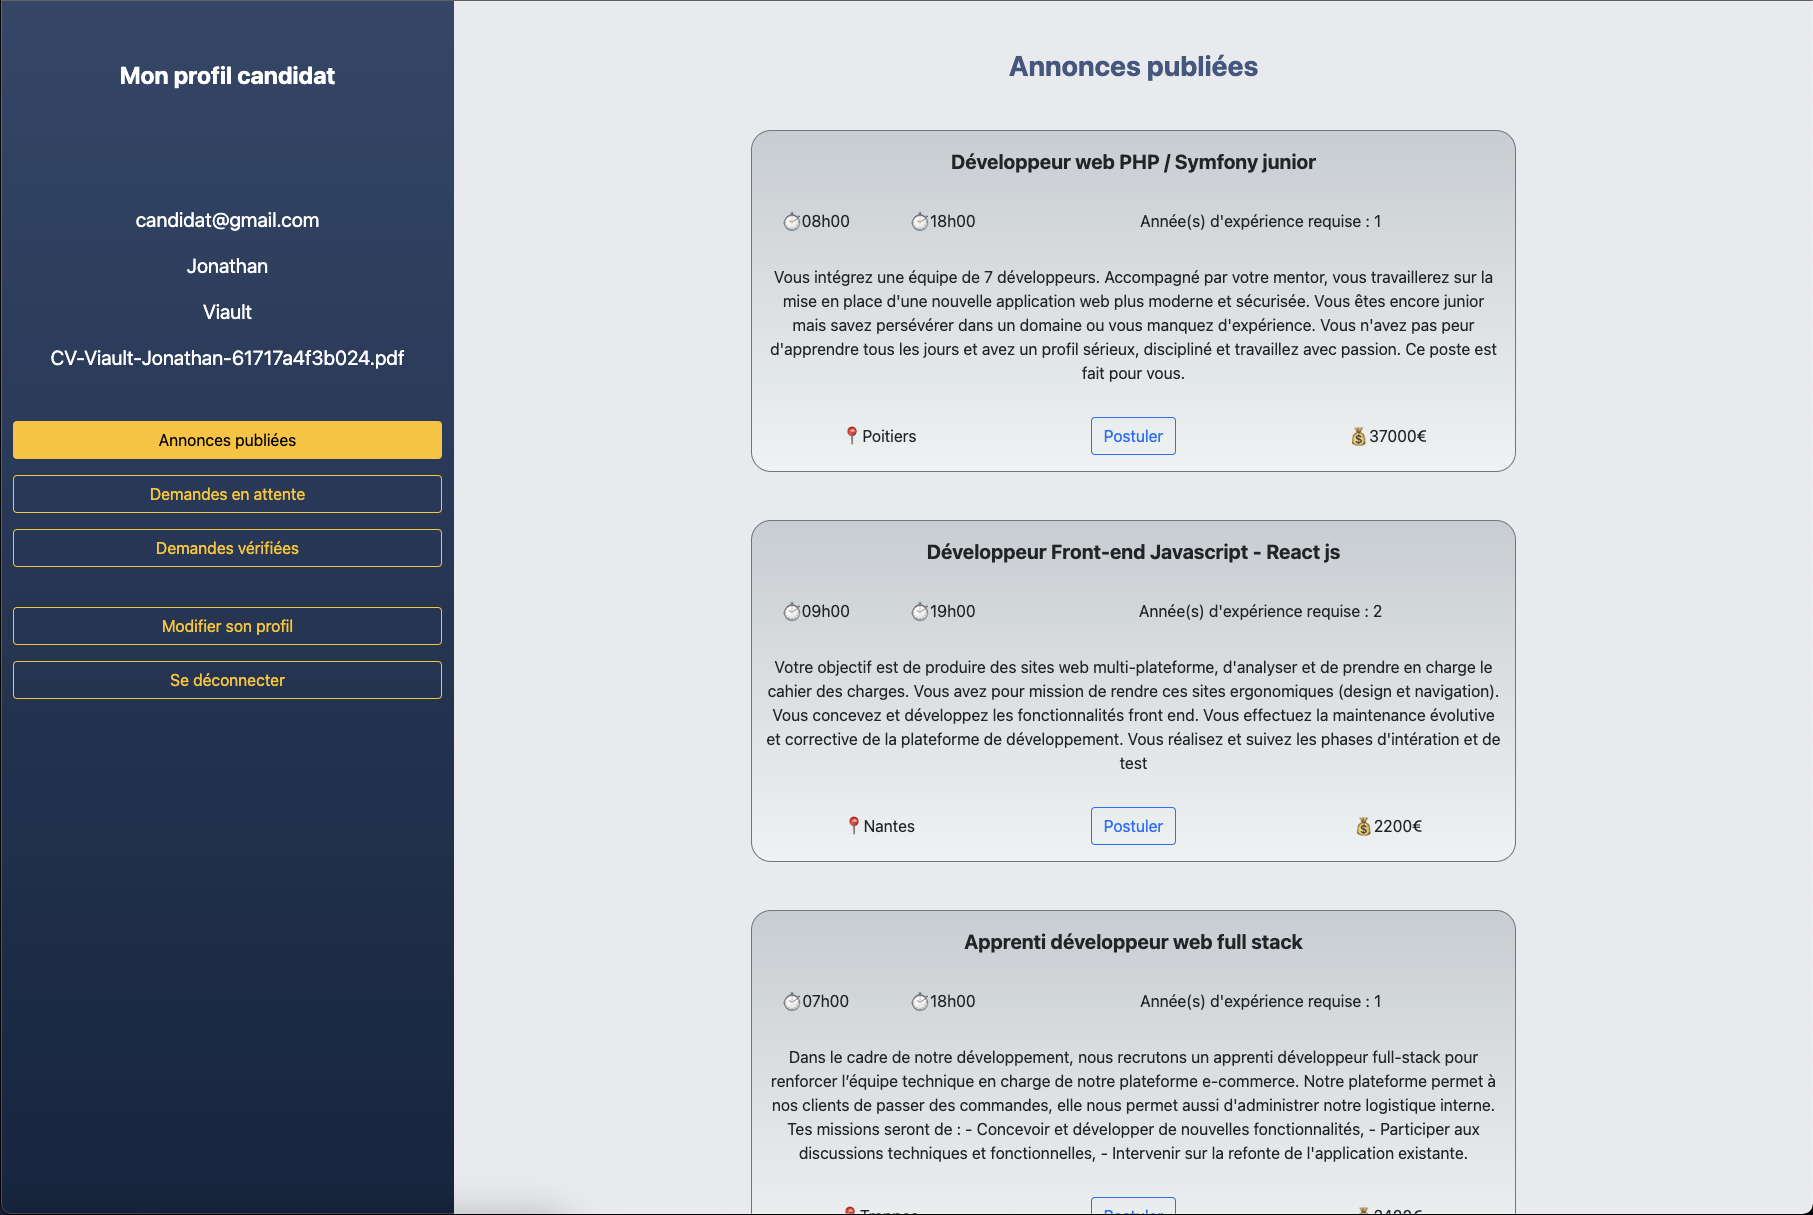 Mon profil candidat
candidat@gmail.com
Jonathan
Viault
CV-Viault-Jonathan-61717a4f3b024.pdf
Annonces publiées
Demandes en attente
Demandes vérifiées
Modifier son profil
Se déconnecter
Annonces publiées
Développeur web PHP / Symfony junior
08h00 18h00 Année(s) d'expérience requise : 1
Vous intégrez une équipe de 7 développeurs. Accompagné par votre mentor, vous travaillerez sur la
mise en place d'une nouvelle application web plus moderne et sécurisée. Vous êtes encore junior
mais savez persévérer dans un domaine ou vous manquez d'expérience. Vous n'avez pas peur
d'apprendre tous les jours et avez un profil sérieux, discipliné et travaillez avec passion. Ce poste est
fait pour vous.
Poitiers Postuler 37000€
Développeur Front-end Javascript - React js
09h00 19h00 Année(s) d'expérience requise : 2
Votre objectif est de produire des sites web multi-plateforme, d'analyser et de prendre en charge le
cahier des charges. Vous avez pour mission de rendre ces sites ergonomiques (design et navigation).
Vous concevez et développez les fonctionnalités front end. Vous effectuez la maintenance évolutive
et corrective de la plateforme de développement. Vous réalisez et suivez les phases d'intération et de
test
Nantes Postuler 2200€
Apprenti développeur web full stack
07h00 18h00 Année(s) d'expérience requise : 1
Dans le cadre de notre développement, nous recrutons un apprenti développeur full-stack pour
renforcer l’équipe technique en charge de notre plateforme e-commerce. Notre plateforme permet à
nos clients de passer des commandes, elle nous permet aussi d'administrer notre logistique interne.
Tes missions seront de : - Concevoir et développer de nouvelles fonctionnalités, - Participer aux
discussions techniques et fonctionnelles, - Intervenir sur la refonte de l'application existante.
Postuler